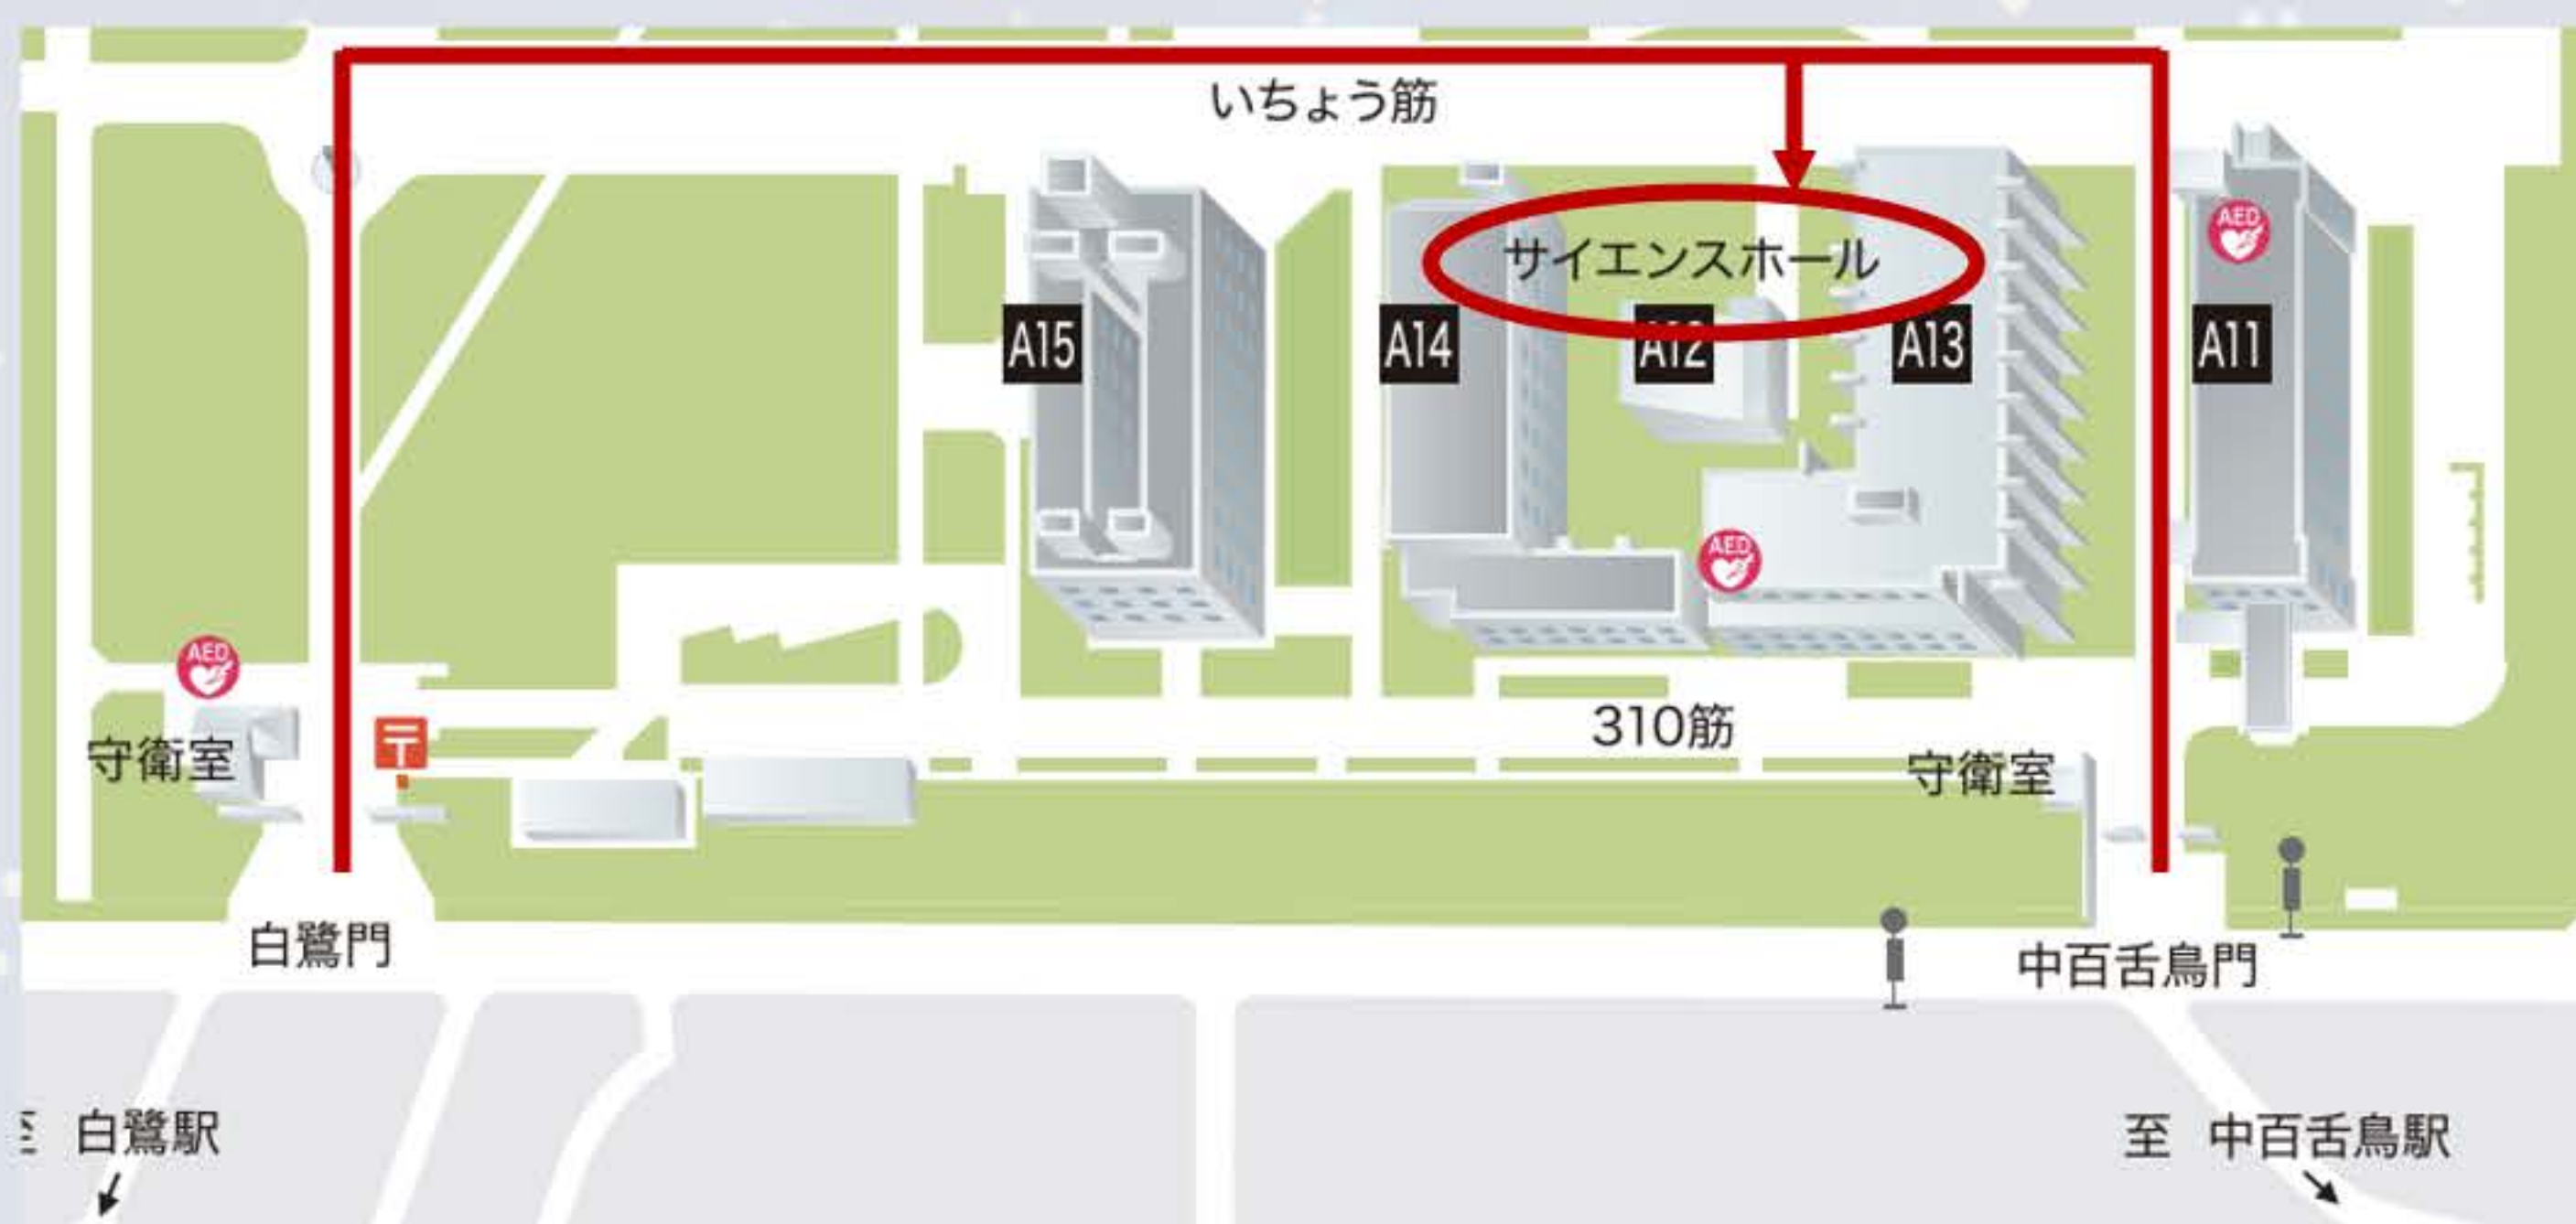 いちょう筋
サイエンスホール
AED
A15
A14
A12
A13
A11
AED
AED
310筋
守衛室
守衛室
白鷺門
中百舌鳥門
至 白鷺駅
至 中百舌鳥駅